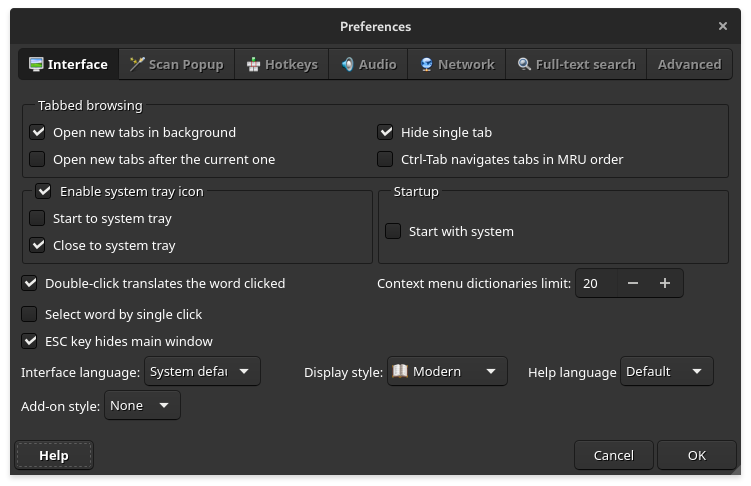 Preferences
Interface Scan Popup Hotkeys Audio Network Full-text search Advanced
Tabbed browsing
Open new tabs in background Hide single tab
Open new tabs after the current one Ctrl-Tab navigates tabs in MRU order
Enable system tray icon Startup
Start to system tray
Start with system
Close to system tray
Double-click translates the word clicked Context menu dictionaries limit: 20
Select word by single click
ESC key hides main window
Interface language: System defau Display style: Modern Help language Default
Add-on style: None
Help Cancel OK